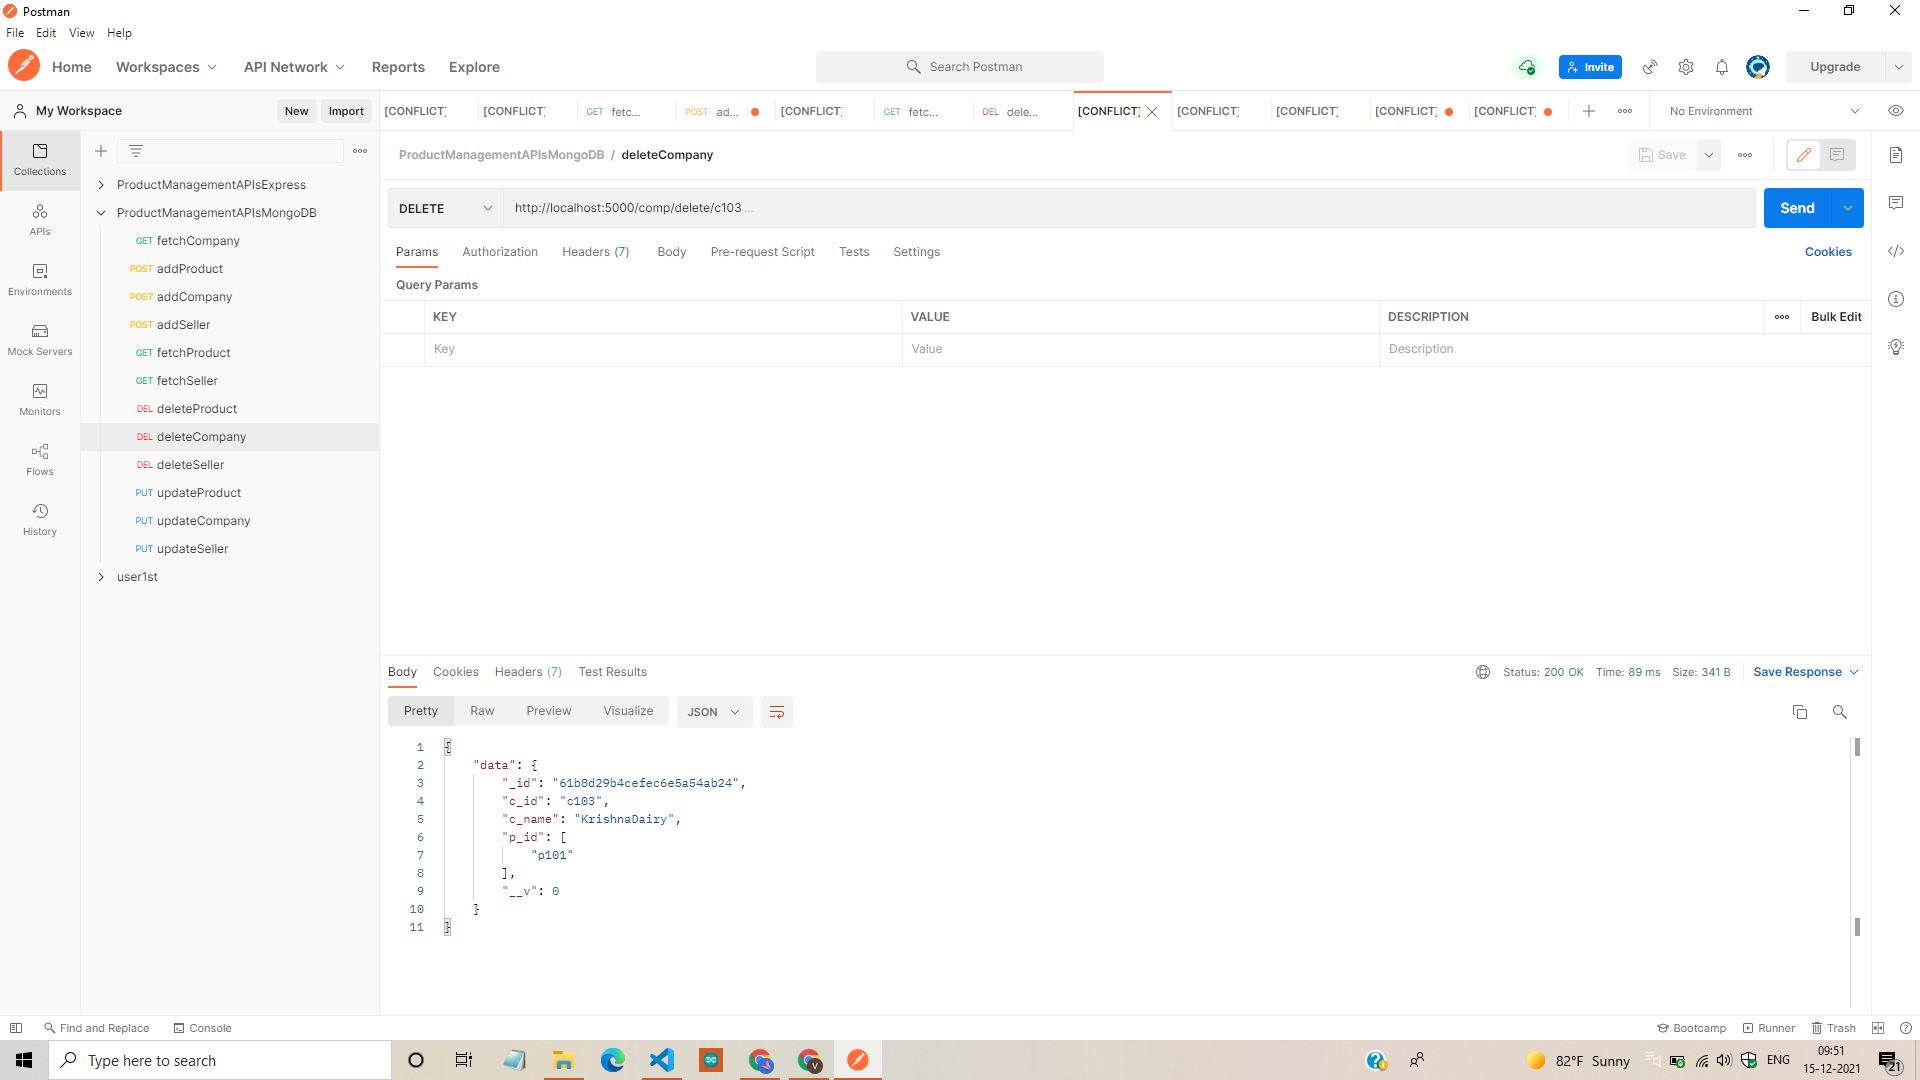 Postman
File Edit View Help
Home Workspaces API Network Reports Explore Search Postman Invite Upgrade
My Workspace New Import [CONFLICT] [CONFLICT] GET fetc... POST ad... [CONFLICT] GET fetc... DEL dele... [CONFLICT] [CONFLICT] [CONFLICT] [CONFLICT] [CONFLICT] No Environment
Collections
APIs
Environments
Mock Servers
Monitors
Flows
History
ProductManagementAPIsExpress
ProductManagementAPIsMongoDB
GET fetchCompany
POST addProduct
POST addCompany
POST addSeller
GET fetchProduct
GET fetchSeller
DEL deleteProduct
DEL deleteCompany
DEL deleteSeller
PUT updateProduct
PUT updateCompany
PUT updateSeller
user1st
ProductManagementAPIsMongoDB / deleteCompany Save
DELETE http://localhost:5000/comp/delete/c103 ... Send
Params Authorization Headers (7) Body Pre-request Script Tests Settings Cookies
Query Params
KEY VALUE DESCRIPTION Bulk Edit
Key Value Description
Body Cookies Headers (7) Test Results Status: 200 OK Time: 89 ms Size: 341 B Save Response
Pretty Raw Preview Visualize JSON
1 {
2 "data": {
3 "_id": "61b8d29b4cefec6e5a54ab24",
4 "c_id": "c103",
5 "c_name": "KrishnaDairy",
6 "p_id": [
7 "p101"
8 ],
9 "__v": 0
10 }
11 }
Find and Replace Console Bootcamp Runner Trash
Type here to search 82°F Sunny ENG 09:51
15-12-2021 21